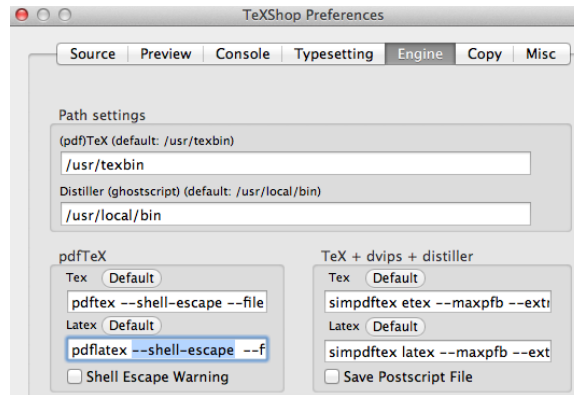 TeXShop Preferences
Source Preview Console Typesetting Engine Copy Misc
Path settings
(pdf)TeX (default: /usr/texbin)
/usr/texbin
Distiller (ghostscript) (default: /usr/local/bin)
/usr/local/bin
pdfTeX
Tex Default
pdftex --shell-escape --file
Latex Default
pdflatex --shell-escape --f
Shell Escape Warning
TeX + dvips + distiller
Tex Default
simpdftex etex --maxpfb --extr
Latex Default
simpdftex latex --maxpfb --ext
Save Postscript File